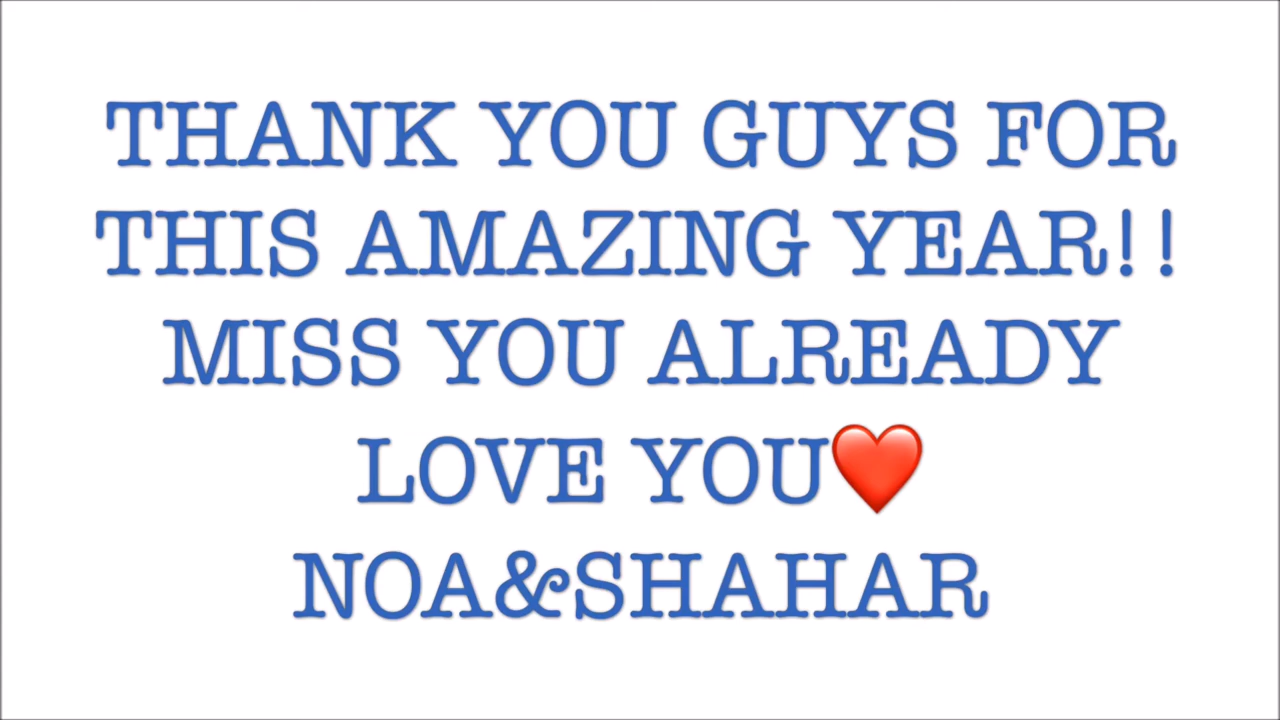 THANK YOU GUYS FOR
THIS AMAZING YEAR!!
MISS YOU ALREADY
LOVE YOU❤️
NOA&SHAHAR